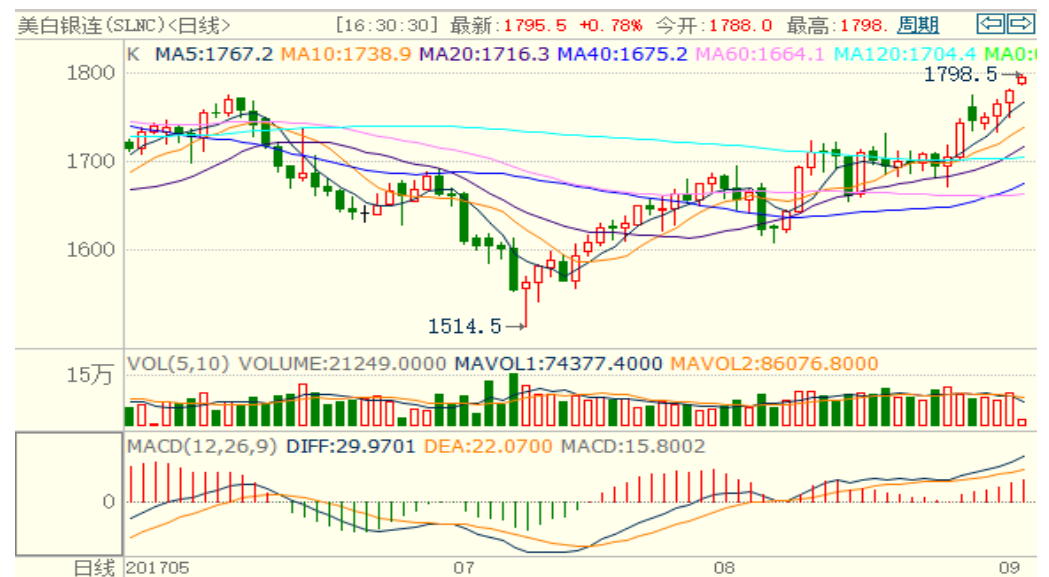 美白银连(SLNC)<日线> [16:30:30] 最新:1795.5 +0.78% 今开:1788.0 最高:1798. 周期
K MA5:1767.2 MA10:1738.9 MA20:1716.3 MA40:1675.2 MA60:1664.1 MA120:1704.4 MA0:0
1800
1798.5
1700
1600
1514.5
VOL(5,10) VOLUME:21249.0000 MAVOL1:74377.4000 MAVOL2:86076.8000
15万
MACD(12,26,9) DIFF:29.9701 DEA:22.0700 MACD:15.8002
0
日线 201705 07 08 09